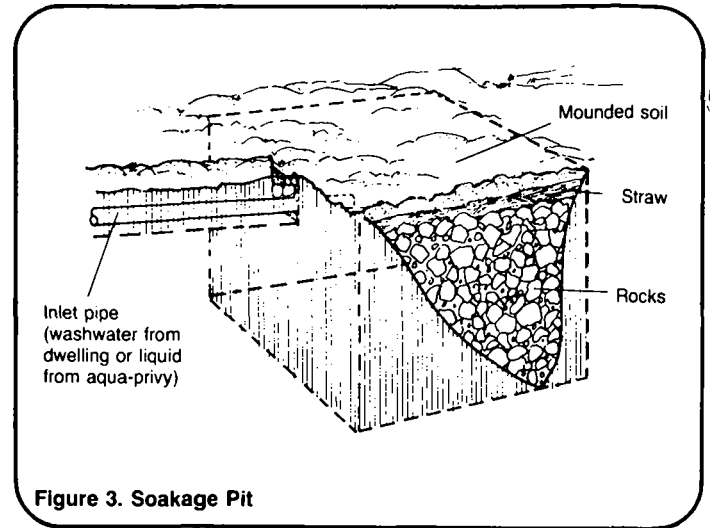 Mounded soil
Straw
Rocks
Inlet pipe
(washwater from
dwelling or liquid
from aqua-privy)
Figure 3. Soakage Pit